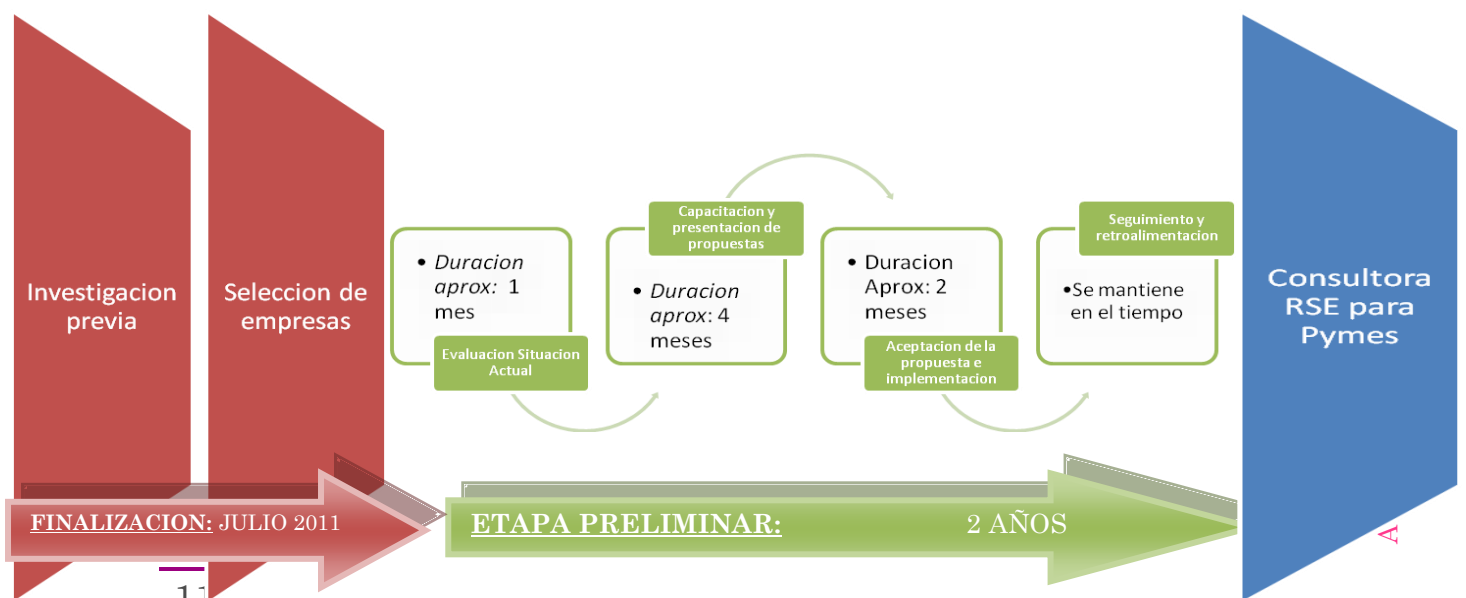 Investigacion
previa
Seleccion de
empresas
• Duracion
aprox: 1
mes
Evaluacion Situacion
Actual
Capacitacion y
presentacion de
propuestas
• Duracion
aprox: 4
meses
• Duracion
Aprox: 2
meses
Aceptacion de la
propuesta e
implementacion
Seguimiento y
retroalimentacion
•Se mantiene
en el tiempo
Consultora
RSE para
Pymes
FINALIZACION: JULIO 2011
ETAPA PRELIMINAR: 2 AÑOS
A